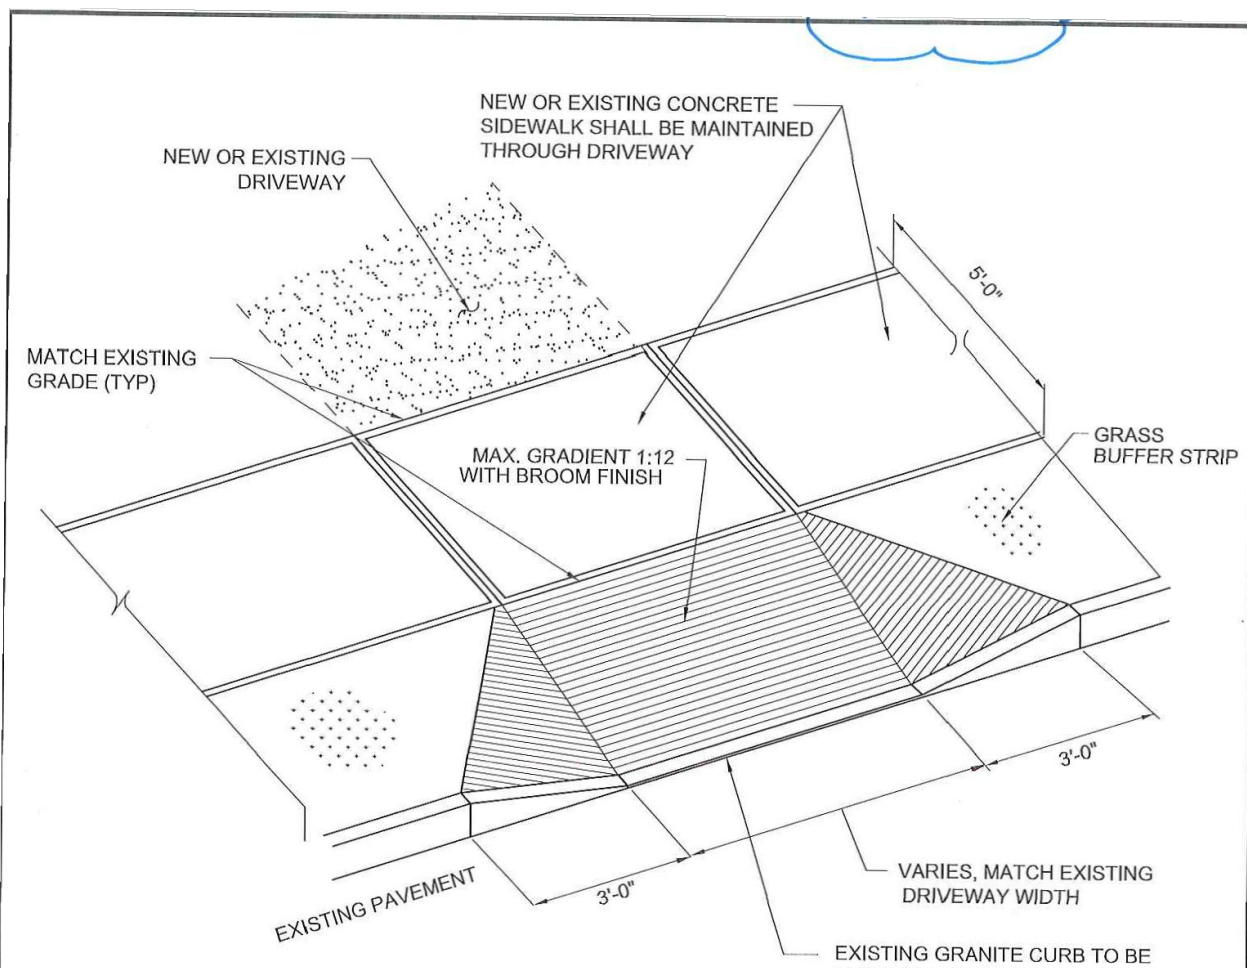 NEW OR EXISTING CONCRETE
SIDEWALK SHALL BE MAINTAINED
THROUGH DRIVEWAY
NEW OR EXISTING
DRIVEWAY
5'-0"
MATCH EXISTING
GRADE (TYP)
GRASS
BUFFER STRIP
MAX. GRADIENT 1:12
WITH BROOM FINISH
3'-0"
3'-0"
VARIES, MATCH EXISTING
DRIVEWAY WIDTH
EXISTING PAVEMENT
EXISTING GRANITE CURB TO BE